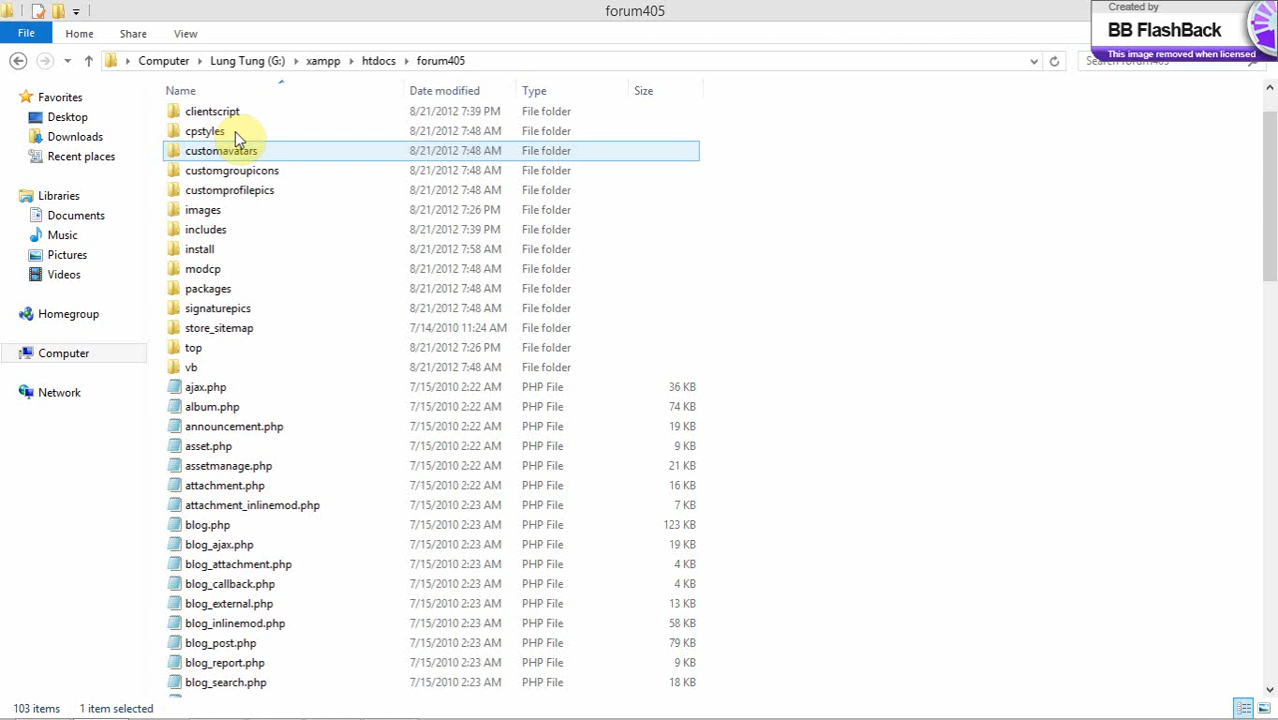 forum405
Created by
BB FlashBack
This image removed when licensed
File Home Share View
Computer Lung Tung (G:) xampp htdocs forum405
Search forum405
Name Date modified Type Size
Favorites
Desktop
Downloads
Recent places
Libraries
Documents
Music
Pictures
Videos
Homegroup
Computer
Network
clientscript 8/21/2012 7:39 PM File folder
cpstyles 8/21/2012 7:48 AM File folder
customavatars 8/21/2012 7:48 AM File folder
customgroupicons 8/21/2012 7:48 AM File folder
customprofilepics 8/21/2012 7:48 AM File folder
images 8/21/2012 7:26 PM File folder
includes 8/21/2012 7:39 PM File folder
install 8/21/2012 7:58 AM File folder
modcp 8/21/2012 7:48 AM File folder
packages 8/21/2012 7:48 AM File folder
signaturepics 8/21/2012 7:48 AM File folder
store_sitemap 7/14/2010 11:24 AM File folder
top 8/21/2012 7:26 PM File folder
vb 8/21/2012 7:48 AM File folder
ajax.php 7/15/2010 2:22 AM PHP File 36 KB
album.php 7/15/2010 2:22 AM PHP File 74 KB
announcement.php 7/15/2010 2:22 AM PHP File 19 KB
asset.php 7/15/2010 2:22 AM PHP File 9 KB
assetmanage.php 7/15/2010 2:22 AM PHP File 21 KB
attachment.php 7/15/2010 2:22 AM PHP File 16 KB
attachment_inlinemod.php 7/15/2010 2:23 AM PHP File 7 KB
blog.php 7/15/2010 2:23 AM PHP File 123 KB
blog_ajax.php 7/15/2010 2:23 AM PHP File 19 KB
blog_attachment.php 7/15/2010 2:23 AM PHP File 4 KB
blog_callback.php 7/15/2010 2:23 AM PHP File 4 KB
blog_external.php 7/15/2010 2:23 AM PHP File 13 KB
blog_inlinemod.php 7/15/2010 2:23 AM PHP File 58 KB
blog_post.php 7/15/2010 2:23 AM PHP File 79 KB
blog_report.php 7/15/2010 2:23 AM PHP File 9 KB
blog_search.php 7/15/2010 2:23 AM PHP File 18 KB
103 items 1 item selected